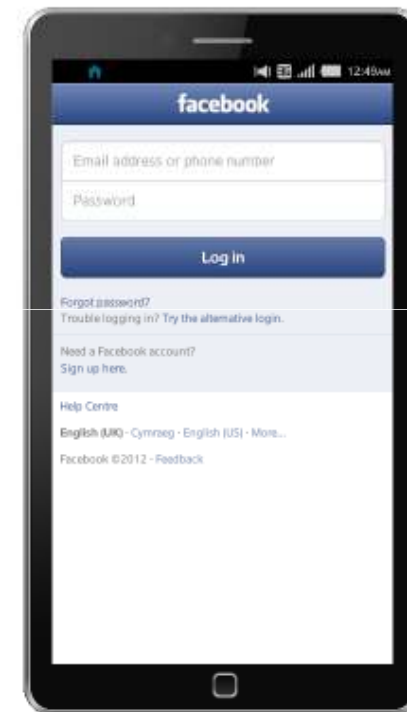 12:49AM
facebook
Email address or phone number
Password
Log in
Forgot password?
Trouble logging in? Try the alternative login.
Need a Facebook account?
Sign up here.
Help Centre
English (UK) · Cymraeg · English (US) · More...
Facebook ©2012 · Feedback